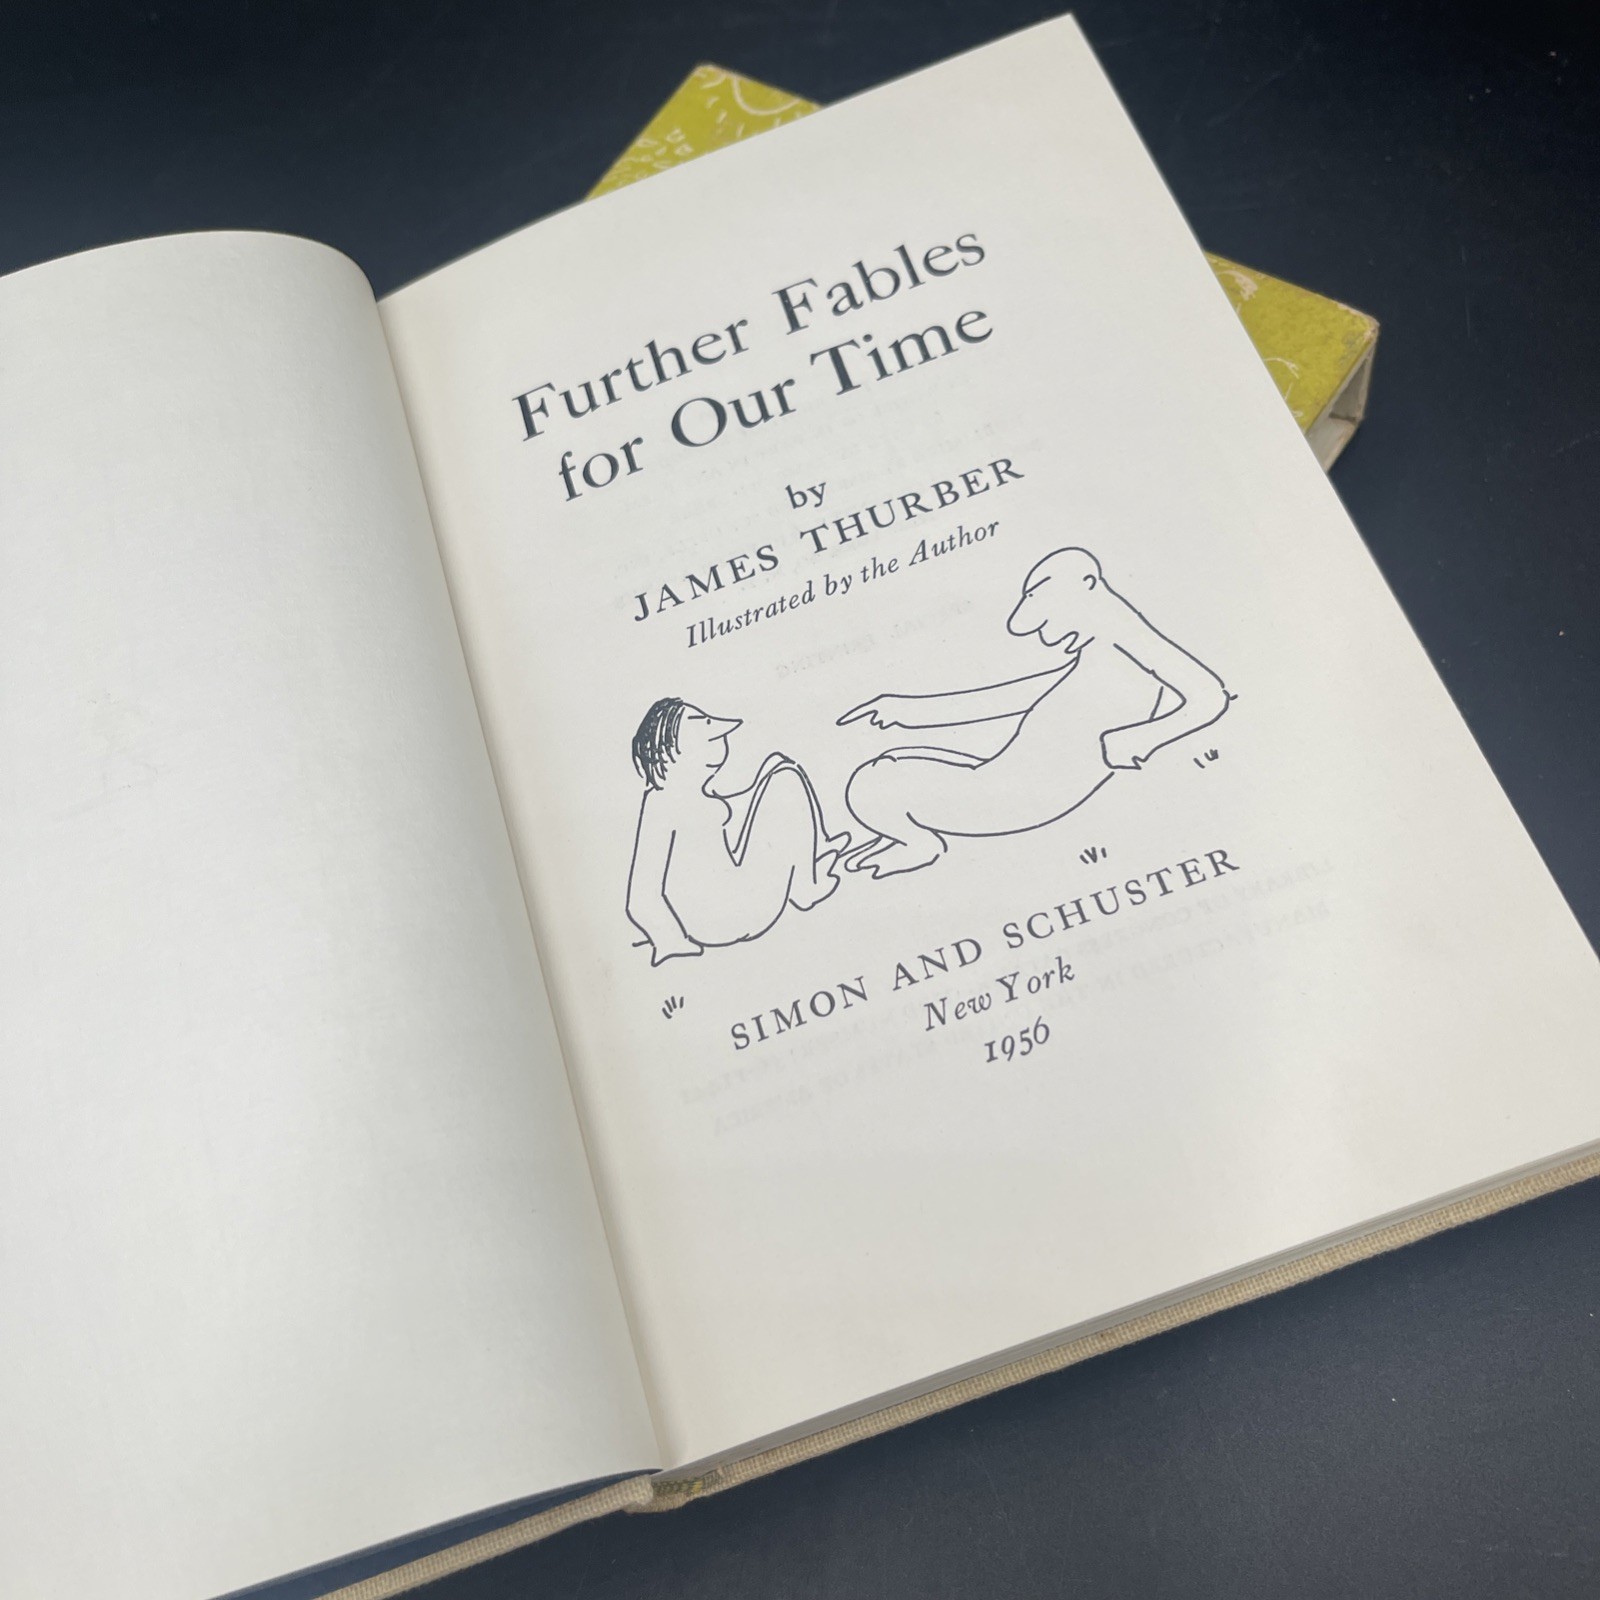 Further Fables
for Our Time
by
JAMES THURBER
Illustrated by the Author
SIMON AND SCHUSTER
New York
1956